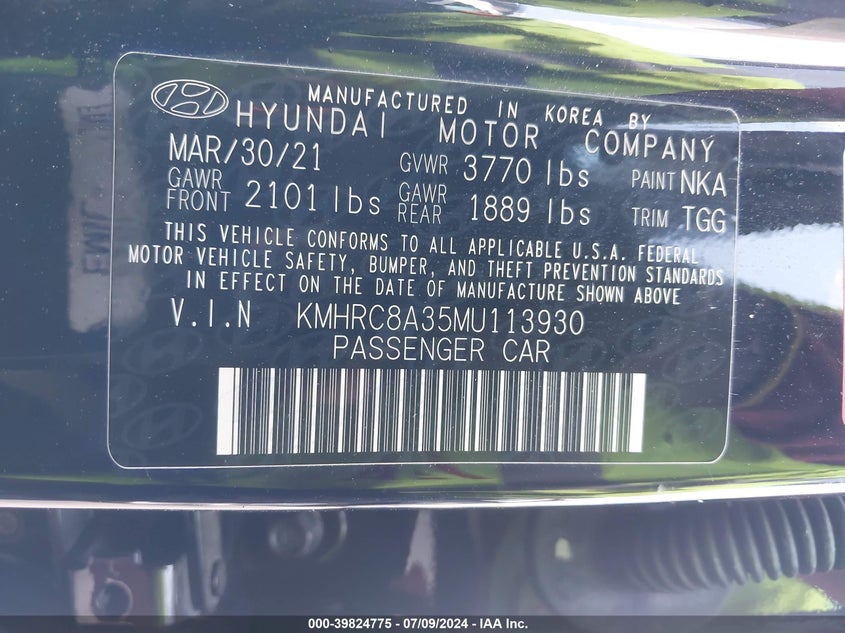 MANUFACTURED IN KOREA BY
HYUNDAI MOTOR COMPANY
MAR/30/21 GVWR 3770 lbs PAINT NKA
GAWR FRONT 2101 lbs GAWR REAR 1889 lbs TRIM TGG
THIS VEHICLE CONFORMS TO ALL APPLICABLE U.S.A. FEDERAL
MOTOR VEHICLE SAFETY, BUMPER, AND THEFT PREVENTION STANDARDS
IN EFFECT ON THE DATE OF MANUFACTURE SHOWN ABOVE
V.I.N KMHRC8A35MU113930
PASSENGER CAR
000-39824775 - 07/09/2024 - IAA Inc.